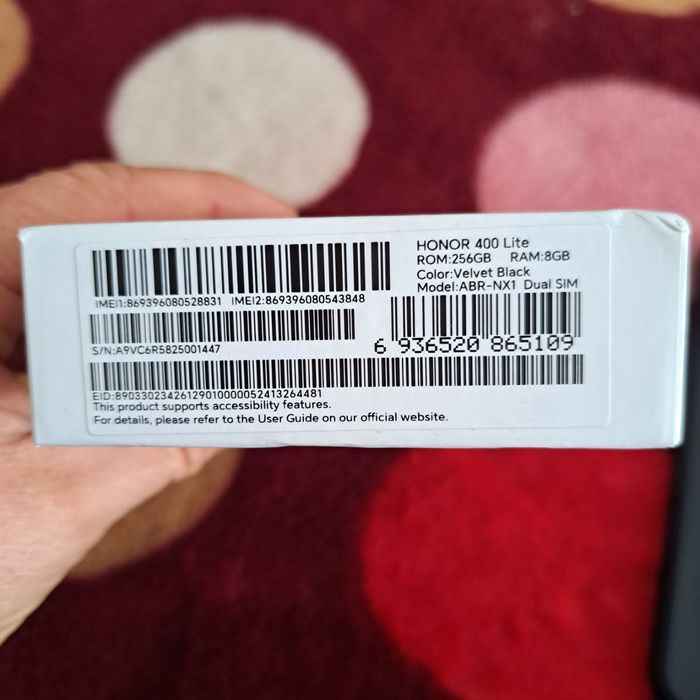 HONOR 400 Lite
ROM:256GB RAM:8GB
Color:Velvet Black
Model:ABR-NX1 Dual SIM
IMEI1:869396080528831 IMEI2:869396080543848
S/N:A9VC6R5825001447
6 936520 865109
EID:89033023426129010000052413264481
This product supports accessibility features.
For details, please refer to the User Guide on our official website.